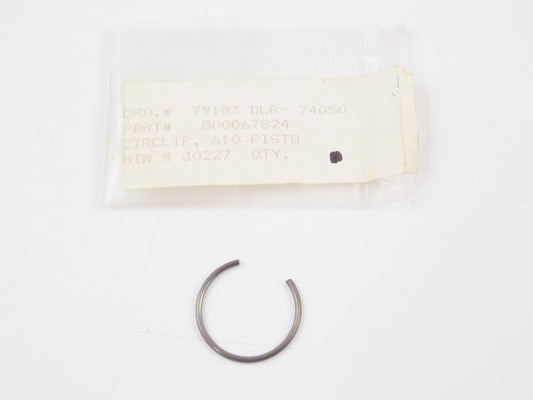 ORD.# 79183 DLR- 74050
PART# 800067824
CIRCLIP, 610 PISTO
BIN # J0227 QTY.